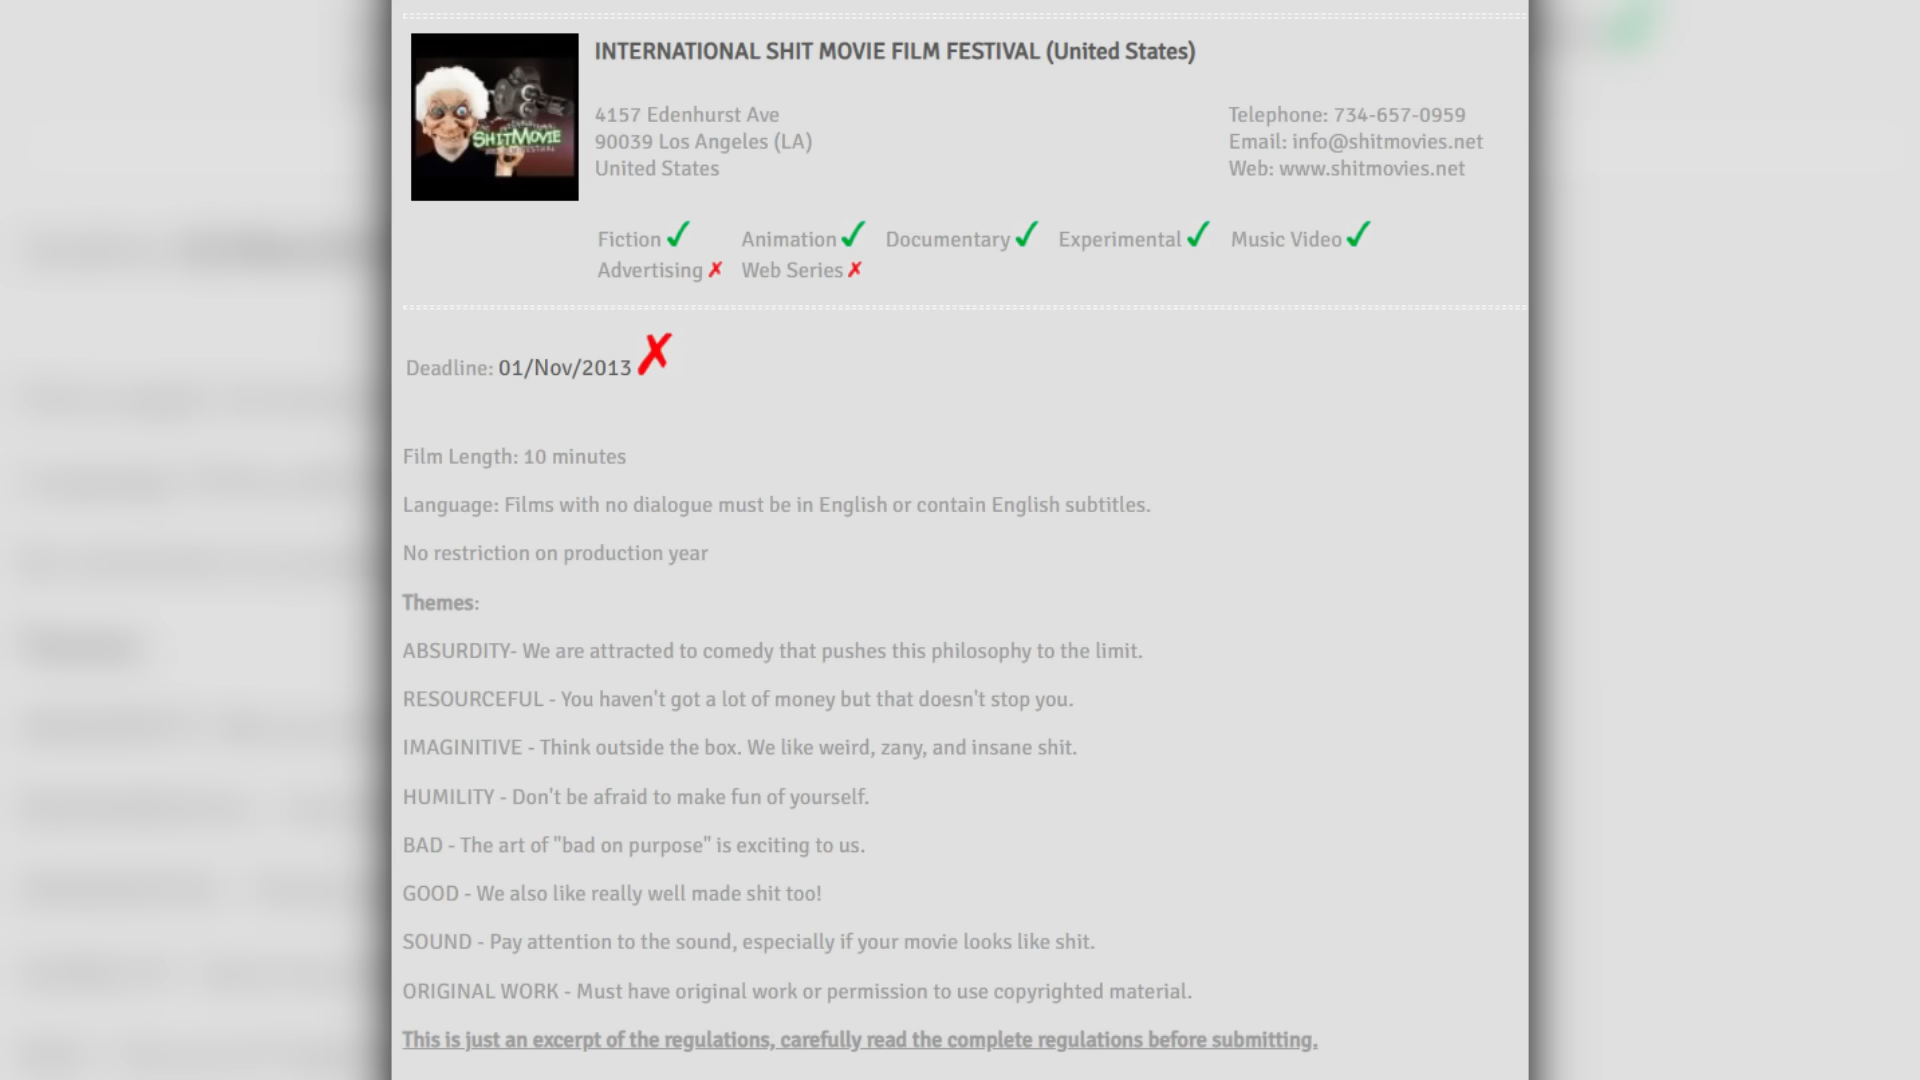 INTERNATIONAL SHIT MOVIE FILM FESTIVAL (United States)
SHITMOVIE
4157 Edenhurst Ave
90039 Los Angeles (LA)
United States
Telephone: 734-657-0959
Email: info@shitmovies.net
Web: www.shitmovies.net
Fiction ✓ Animation ✓ Documentary ✓ Experimental ✓ Music Video ✓
Advertising ✗ Web Series ✗
Deadline: 01/Nov/2013 ✗
Film Length: 10 minutes
Language: Films with no dialogue must be in English or contain English subtitles.
No restriction on production year
Themes:
ABSURDITY- We are attracted to comedy that pushes this philosophy to the limit.
RESOURCEFUL - You haven't got a lot of money but that doesn't stop you.
IMAGINITIVE - Think outside the box. We like weird, zany, and insane shit.
HUMILITY - Don't be afraid to make fun of yourself.
BAD - The art of "bad on purpose" is exciting to us.
GOOD - We also like really well made shit too!
SOUND - Pay attention to the sound, especially if your movie looks like shit.
ORIGINAL WORK - Must have original work or permission to use copyrighted material.
This is just an excerpt of the regulations, carefully read the complete regulations before submitting.